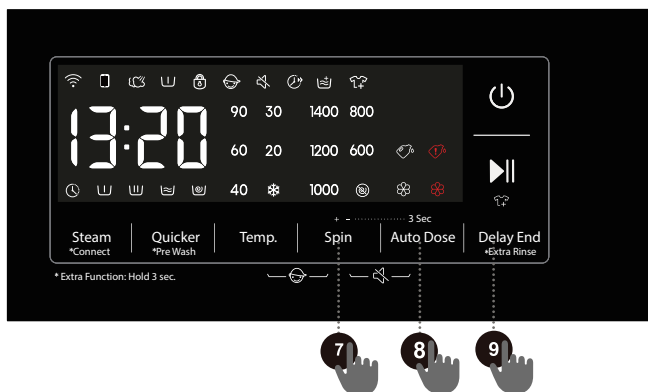 13:20
90 30 1400 800
60 20 1200 600
40 1000
+ - 3 Sec
Steam Quicker Temp. Spin Auto Dose Delay End
*Connect *Pre Wash *Extra Rinse
* Extra Function: Hold 3 sec.
7 8 9